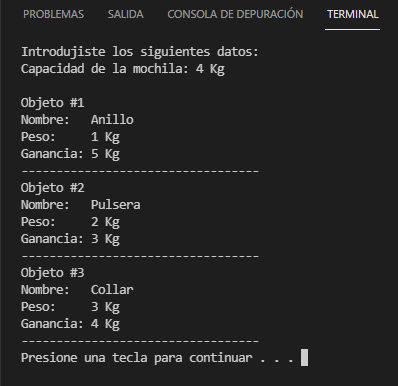 PROBLEMAS SALIDA CONSOLA DE DEPURACIÓN TERMINAL
Introdujiste los siguientes datos:
Capacidad de la mochila: 4 Kg
Objeto #1
Nombre: Anillo
Peso: 1 Kg
Ganancia: 5 Kg
----------------------------------
Objeto #2
Nombre: Pulsera
Peso: 2 Kg
Ganancia: 3 Kg
----------------------------------
Objeto #3
Nombre: Collar
Peso: 3 Kg
Ganancia: 4 Kg
----------------------------------
Presione una tecla para continuar . . .